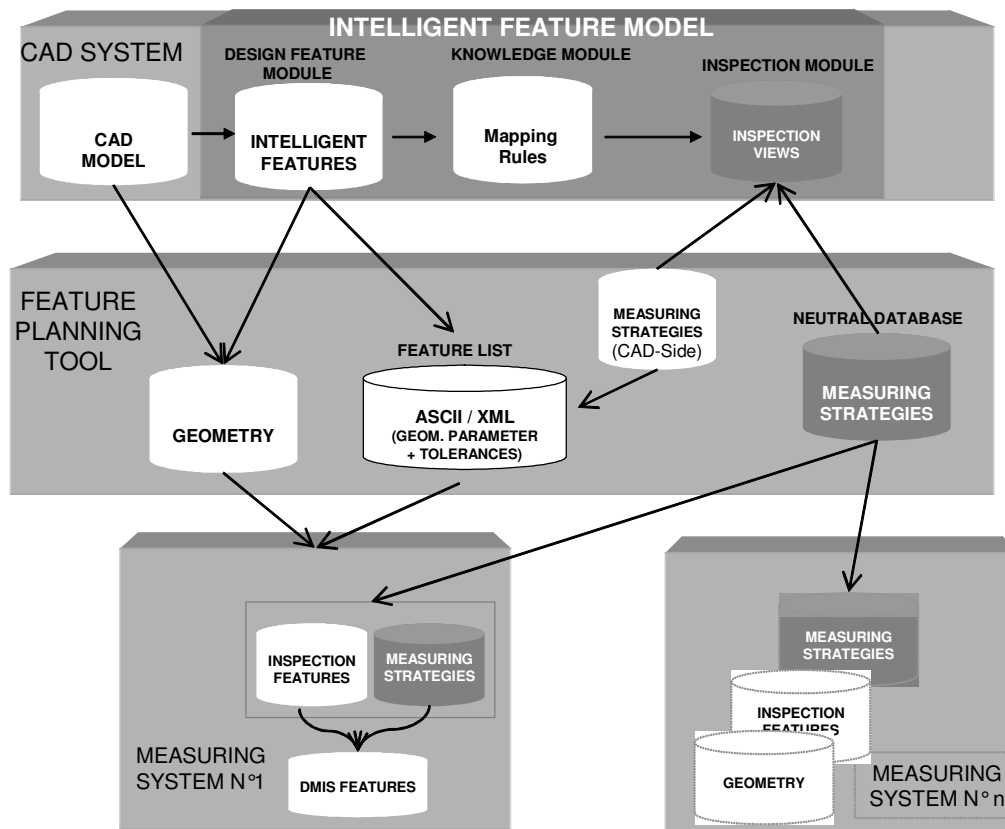 INTELLIGENT FEATURE MODEL
CAD SYSTEM
DESIGN FEATURE
MODULE
KNOWLEDGE MODULE
INSPECTION MODULE
CAD
MODEL
INTELLIGENT
FEATURES
Mapping
Rules
INSPECTION
VIEWS
FEATURE
PLANNING
TOOL
MEASURING
STRATEGIES
(CAD-Side)
NEUTRAL DATABASE
FEATURE LIST
GEOMETRY
ASCII / XML
(GEOM. PARAMETER
+ TOLERANCES)
MEASURING
STRATEGIES
INSPECTION
FEATURES
MEASURING
STRATEGIES
MEASURING
SYSTEM N°1
DMIS FEATURES
MEASURING
STRATEGIES
INSPECTION
FEATURES
GEOMETRY
MEASURING
SYSTEM N° n